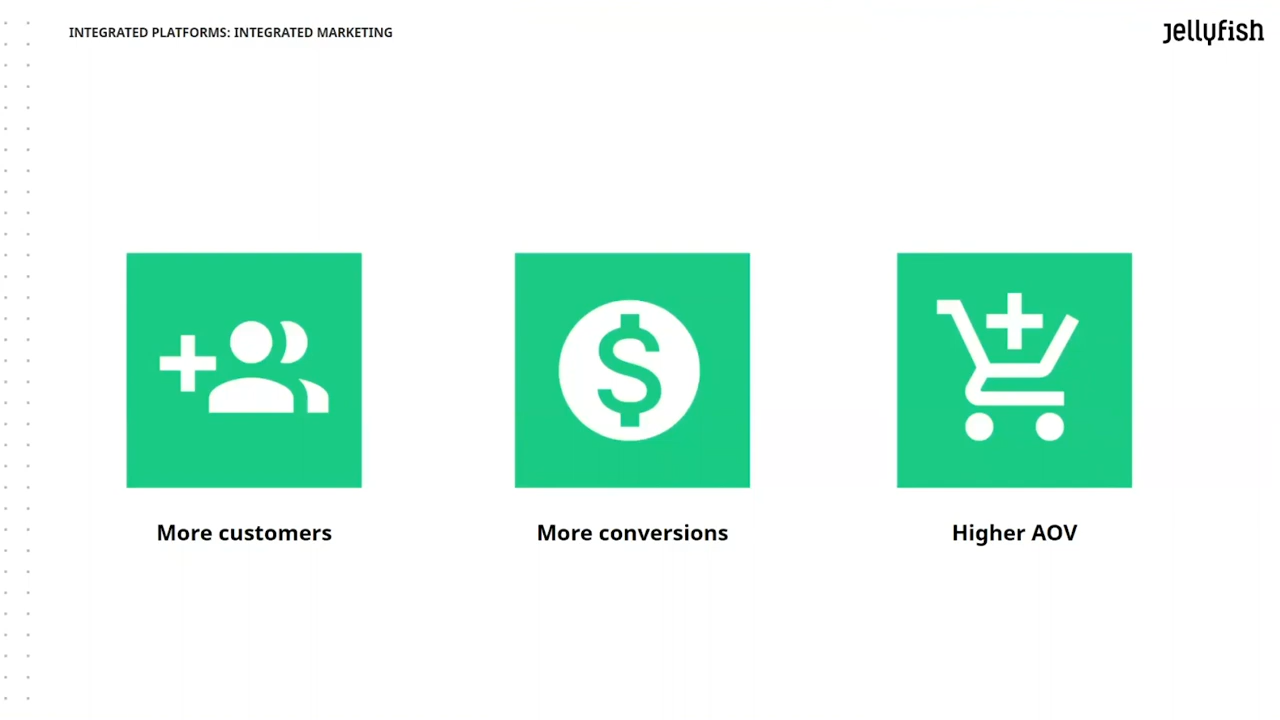 INTEGRATED PLATFORMS: INTEGRATED MARKETING
jellyfish
More customers
More conversions
Higher AOV